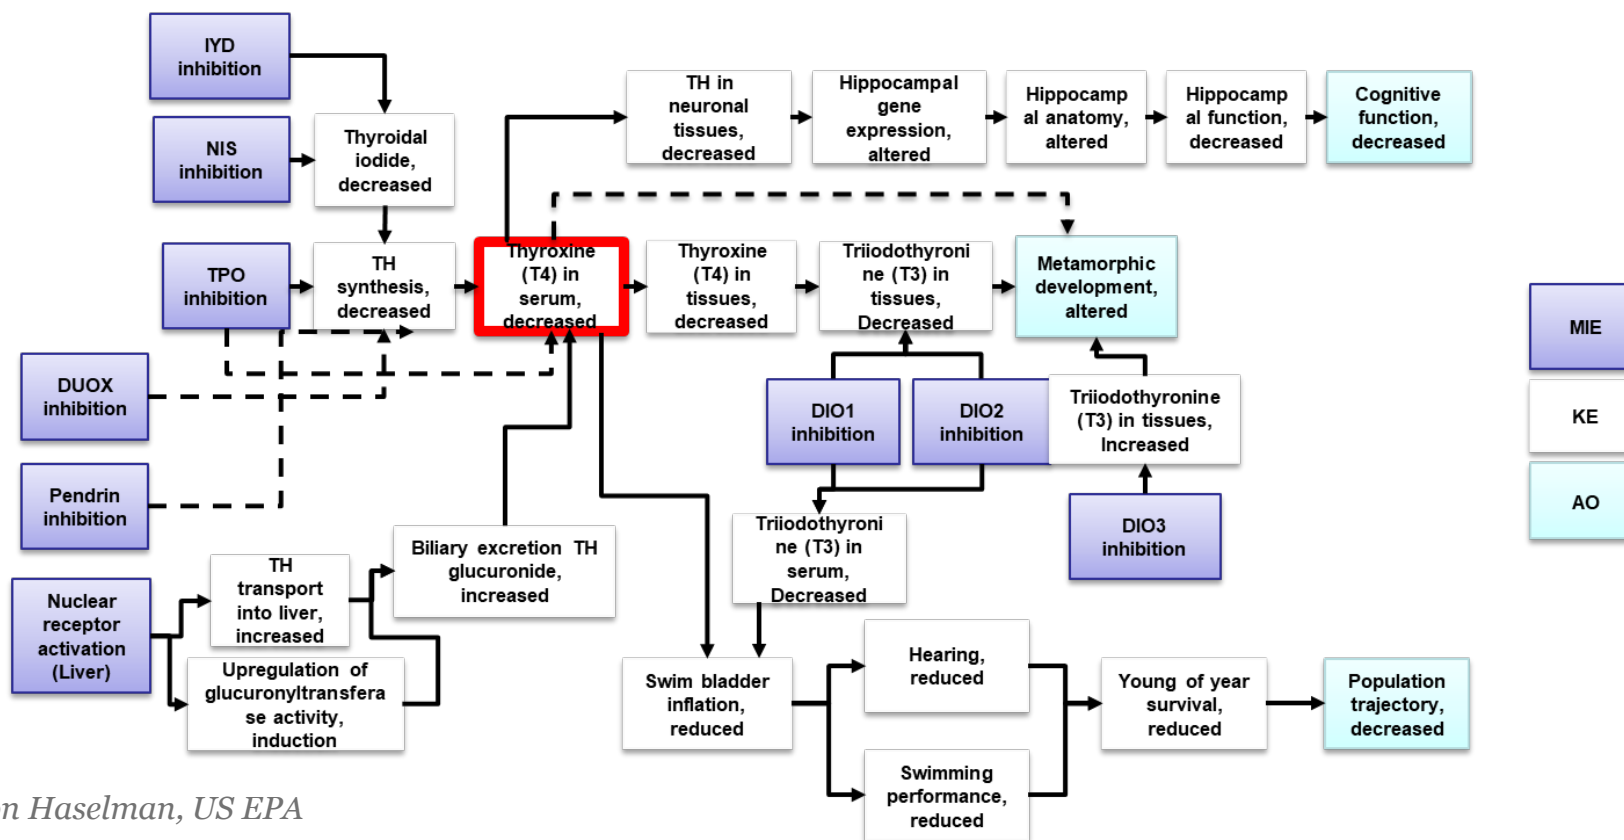 IYD
inhibition
NIS
inhibition
Thyroidal
iodide,
decreased
TH in
neuronal
tissues,
decreased
Hippocampal
gene
expression,
altered
Hippocamp
al anatomy,
altered
Hippocamp
al function,
decreased
Cognitive
function,
decreased
TPO
inhibition
TH
synthesis,
decreased
Thyroxine
(T4) in
serum,
decreased
Thyroxine
(T4) in
tissues,
decreased
Triiodothyroni
ne (T3) in
tissues,
Decreased
Metamorphic
development,
altered
MIE
KE
AO
DUOX
inhibition
Pendrin
inhibition
DIO1
inhibition
DIO2
inhibition
Triiodothyronine
(T3) in tissues,
Increased
DIO3
inhibition
Triiodothyroni
ne (T3) in
serum,
Decreased
Biliary excretion TH
glucuronide,
increased
Nuclear
receptor
activation
(Liver)
TH
transport
into liver,
increased
Upregulation of
glucuronyltransfera
se activity,
induction
Swim bladder
inflation,
reduced
Hearing,
reduced
Swimming
performance,
reduced
Young of year
survival,
reduced
Population
trajectory,
decreased
n Haselman, US EPA